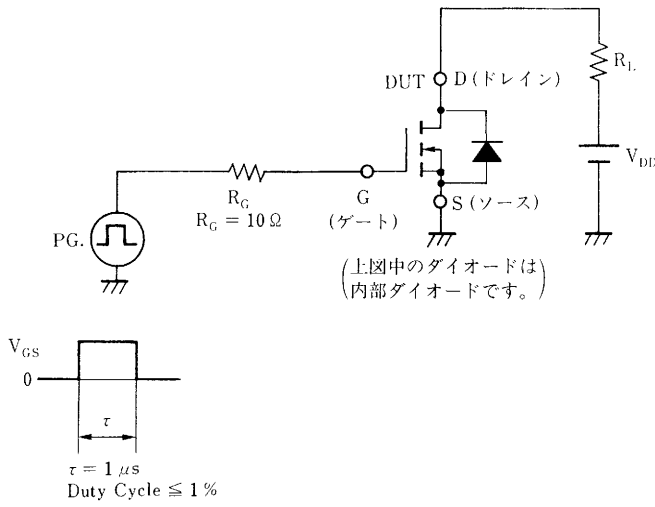 DUT
D (ドレイン)
R_L
V_DD
R_G
R_G = 10 Ω
G
(ゲート)
S (ソース)
PG.
(上図中のダイオードは
内部ダイオードです。)
V_GS
0
τ
τ = 1 μs
Duty Cycle ≦ 1 %